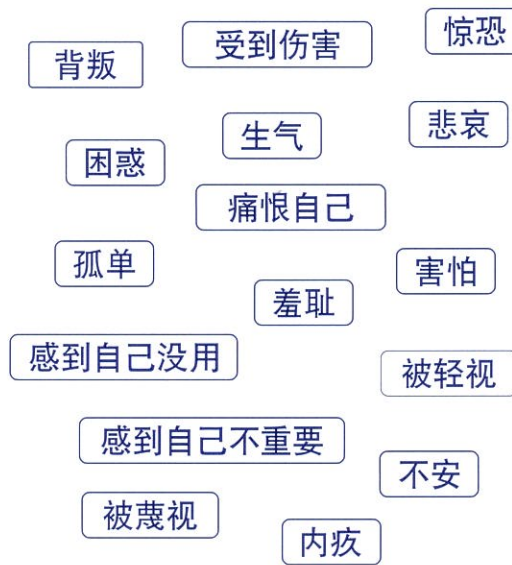 惊恐
受到伤害
背叛
悲哀
生气
困惑
痛恨自己
孤单
害怕
羞耻
感到自己没用
被轻视
感到自己不重要
不安
被蔑视
内疚